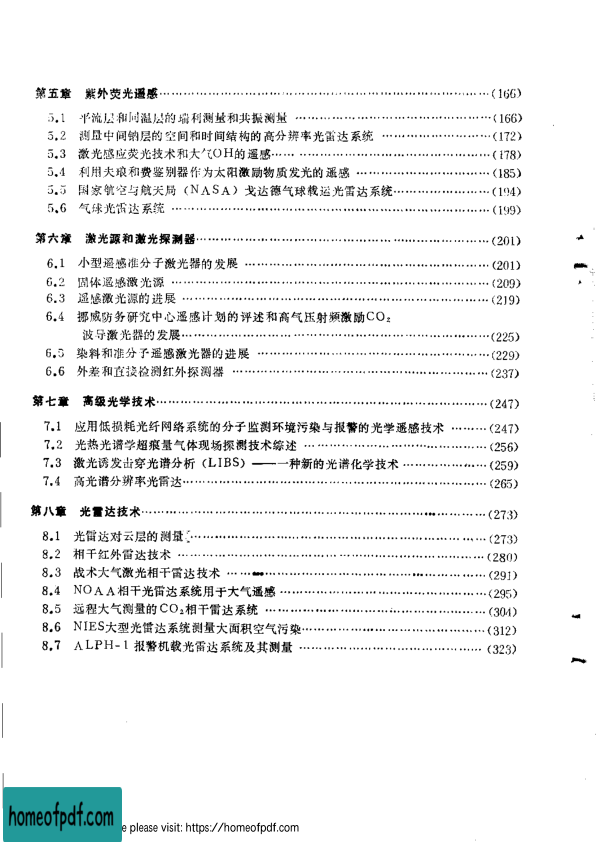 第五章 紫外荧光遥感……(166)
5.1 平流层和同温层的瑞利测量和共振测量……(166)
5.2 测量中间钠层的空间和时间结构的高分辨率光雷达系统……(172)
5.3 激光感应荧光技术和大气OH的遥感……(178)
5.4 利用夫琅和费鉴别器作为太阳激励物质发光的遥感……(185)
5.5 国家航空与航天局(NASA)戈达德气球载运光雷达系统……(194)
5.6 气球光雷达系统……(199)
第六章 激光源和激光探测器……(201)
6.1 小型遥感准分子激光器的发展……(201)
6.2 固体遥感激光源……(209)
6.3 遥感激光源的进展……(219)
6.4 挪威防务研究中心遥感计划的评述和高气压射频激励CO₂
波导激光器的发展……(225)
6.5 染料和准分子遥感激光器的进展……(229)
6.6 外差和直接检测红外探测器……(237)
第七章 高级光学技术……(247)
7.1 应用低损耗光纤网络系统的分子监测环境污染与报警的光学遥感技术……(247)
7.2 光热光谱学超痕量气体现场探测技术综述……(256)
7.3 激光诱发击穿光谱分析(LIBS)——一种新的光谱化学技术……(259)
7.4 高光谱分辨率光雷达……(265)
第八章 光雷达技术……(273)
8.1 光雷达对云层的测量……(273)
8.2 相干红外雷达技术……(280)
8.3 战术大气激光相干雷达技术……(291)
8.4 NOAA相干光雷达系统用于大气遥感……(295)
8.5 远程大气测量的CO₂相干雷达系统……(304)
8.6 NIES大型光雷达系统测量大面积空气污染……(312)
8.7 ALPH-1报警机载光雷达系统及其测量……(323)
homeofpdf.com
e please visit: https://homeofpdf.com